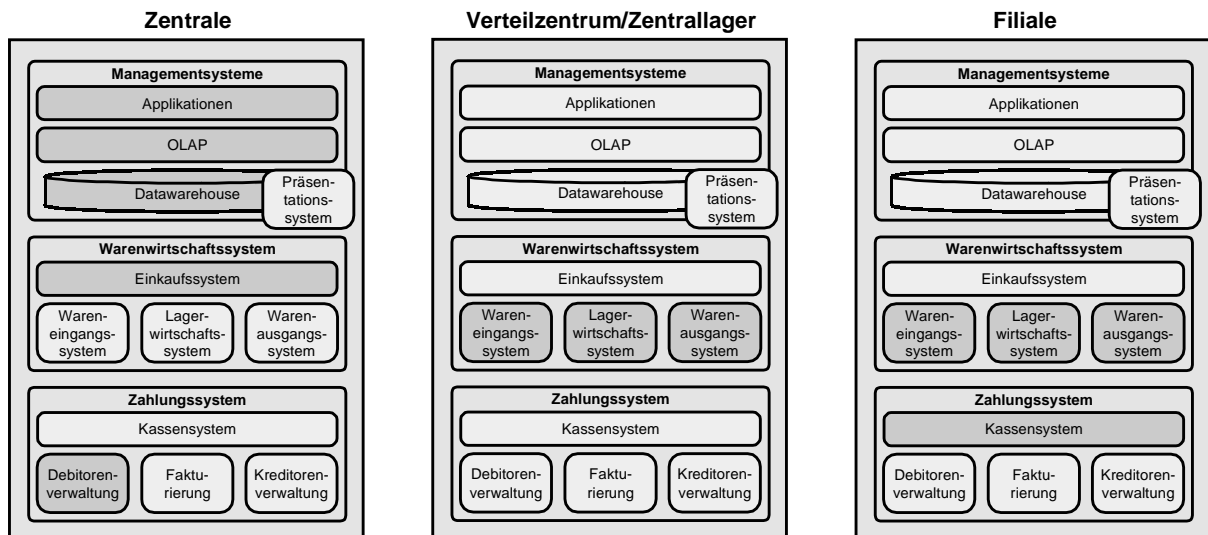 Zentrale
Managementsysteme
Applikationen
OLAP
Datawarehouse
Präsen-
tations-
system
Warenwirtschaftssystem
Einkaufssystem
Waren-
eingangs-
system
Lager-
wirtschafts-
system
Waren-
ausgangs-
system
Zahlungssystem
Kassensystem
Debitoren-
verwaltung
Faktu-
rierung
Kreditoren-
verwaltung
Verteilzentrum/Zentrallager
Managementsysteme
Applikationen
OLAP
Datawarehouse
Präsen-
tations-
system
Warenwirtschaftssystem
Einkaufssystem
Waren-
eingangs-
system
Lager-
wirtschafts-
system
Waren-
ausgangs-
system
Zahlungssystem
Kassensystem
Debitoren-
verwaltung
Faktu-
rierung
Kreditoren-
verwaltung
Filiale
Managementsysteme
Applikationen
OLAP
Datawarehouse
Präsen-
tations-
system
Warenwirtschaftssystem
Einkaufssystem
Waren-
eingangs-
system
Lager-
wirtschafts-
system
Waren-
ausgangs-
system
Zahlungssystem
Kassensystem
Debitoren-
verwaltung
Faktu-
rierung
Kreditoren-
verwaltung